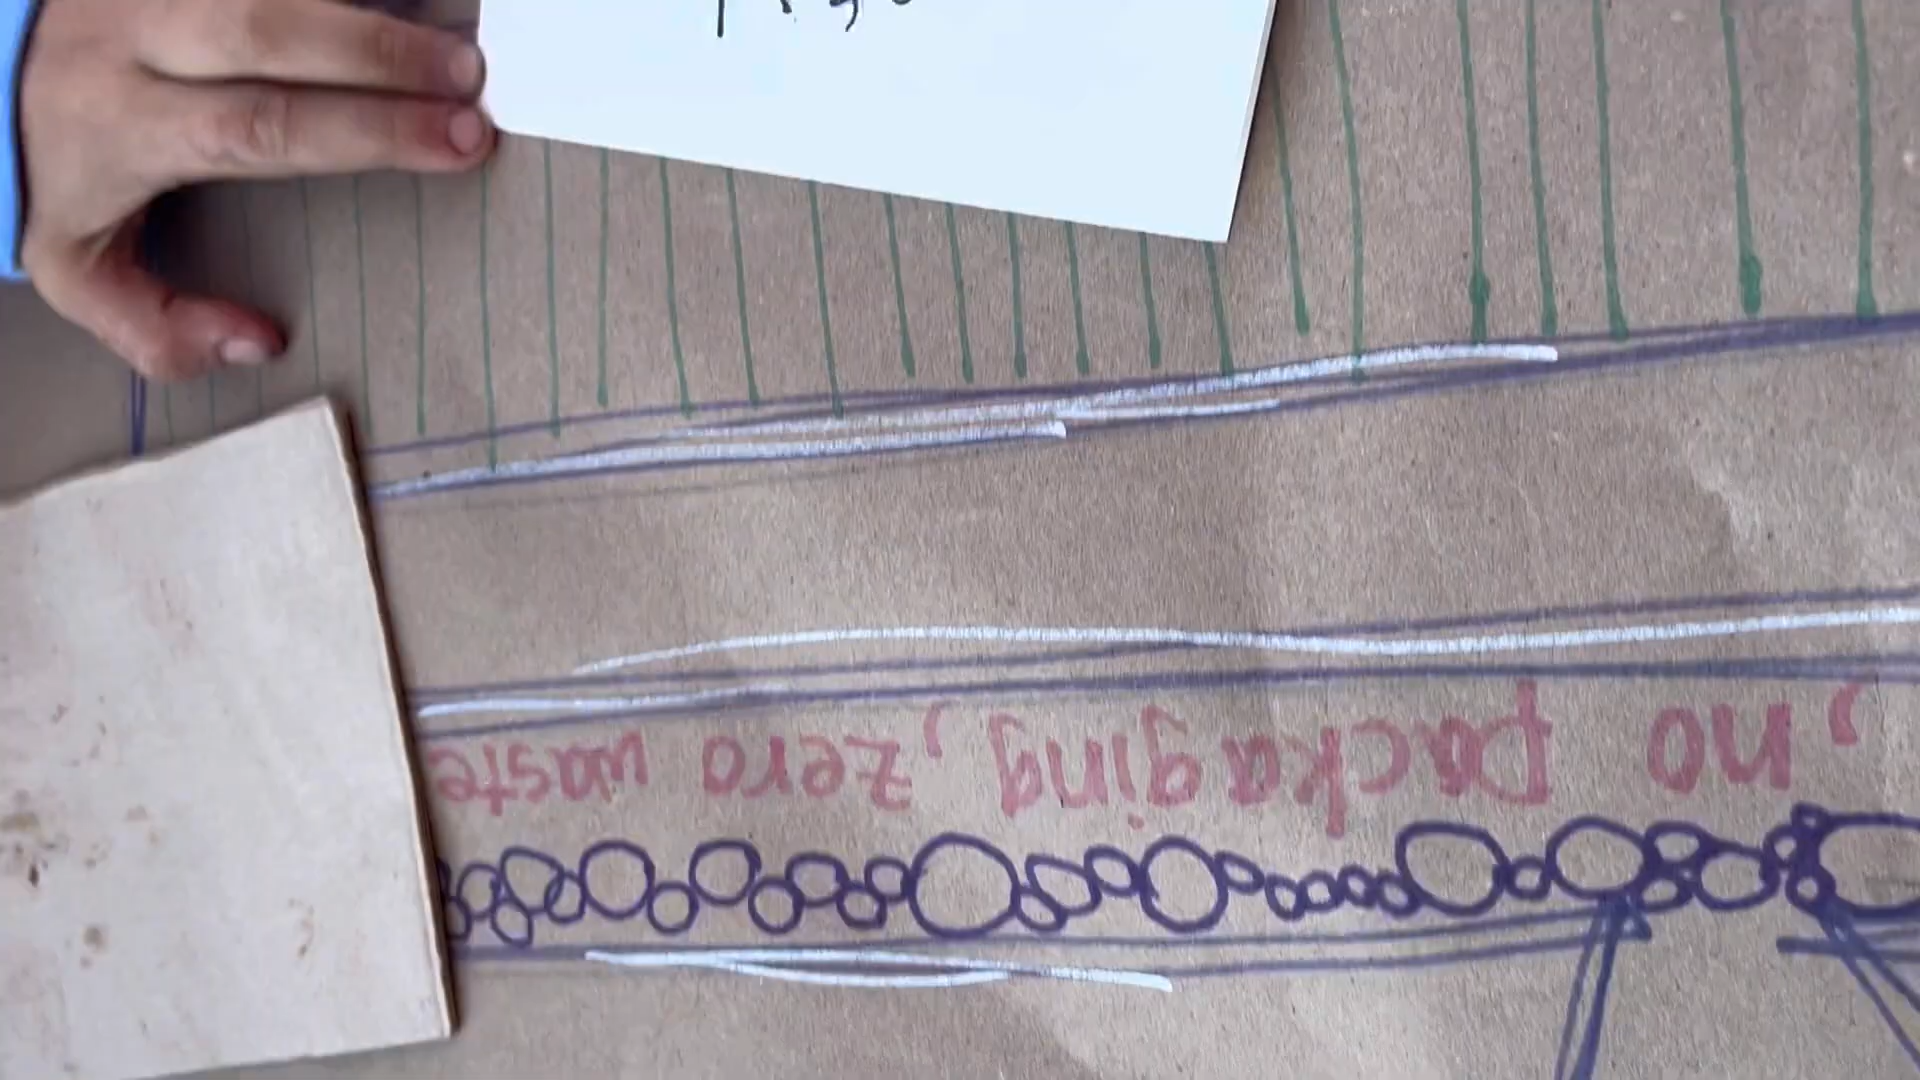 , no packaging, zero waste